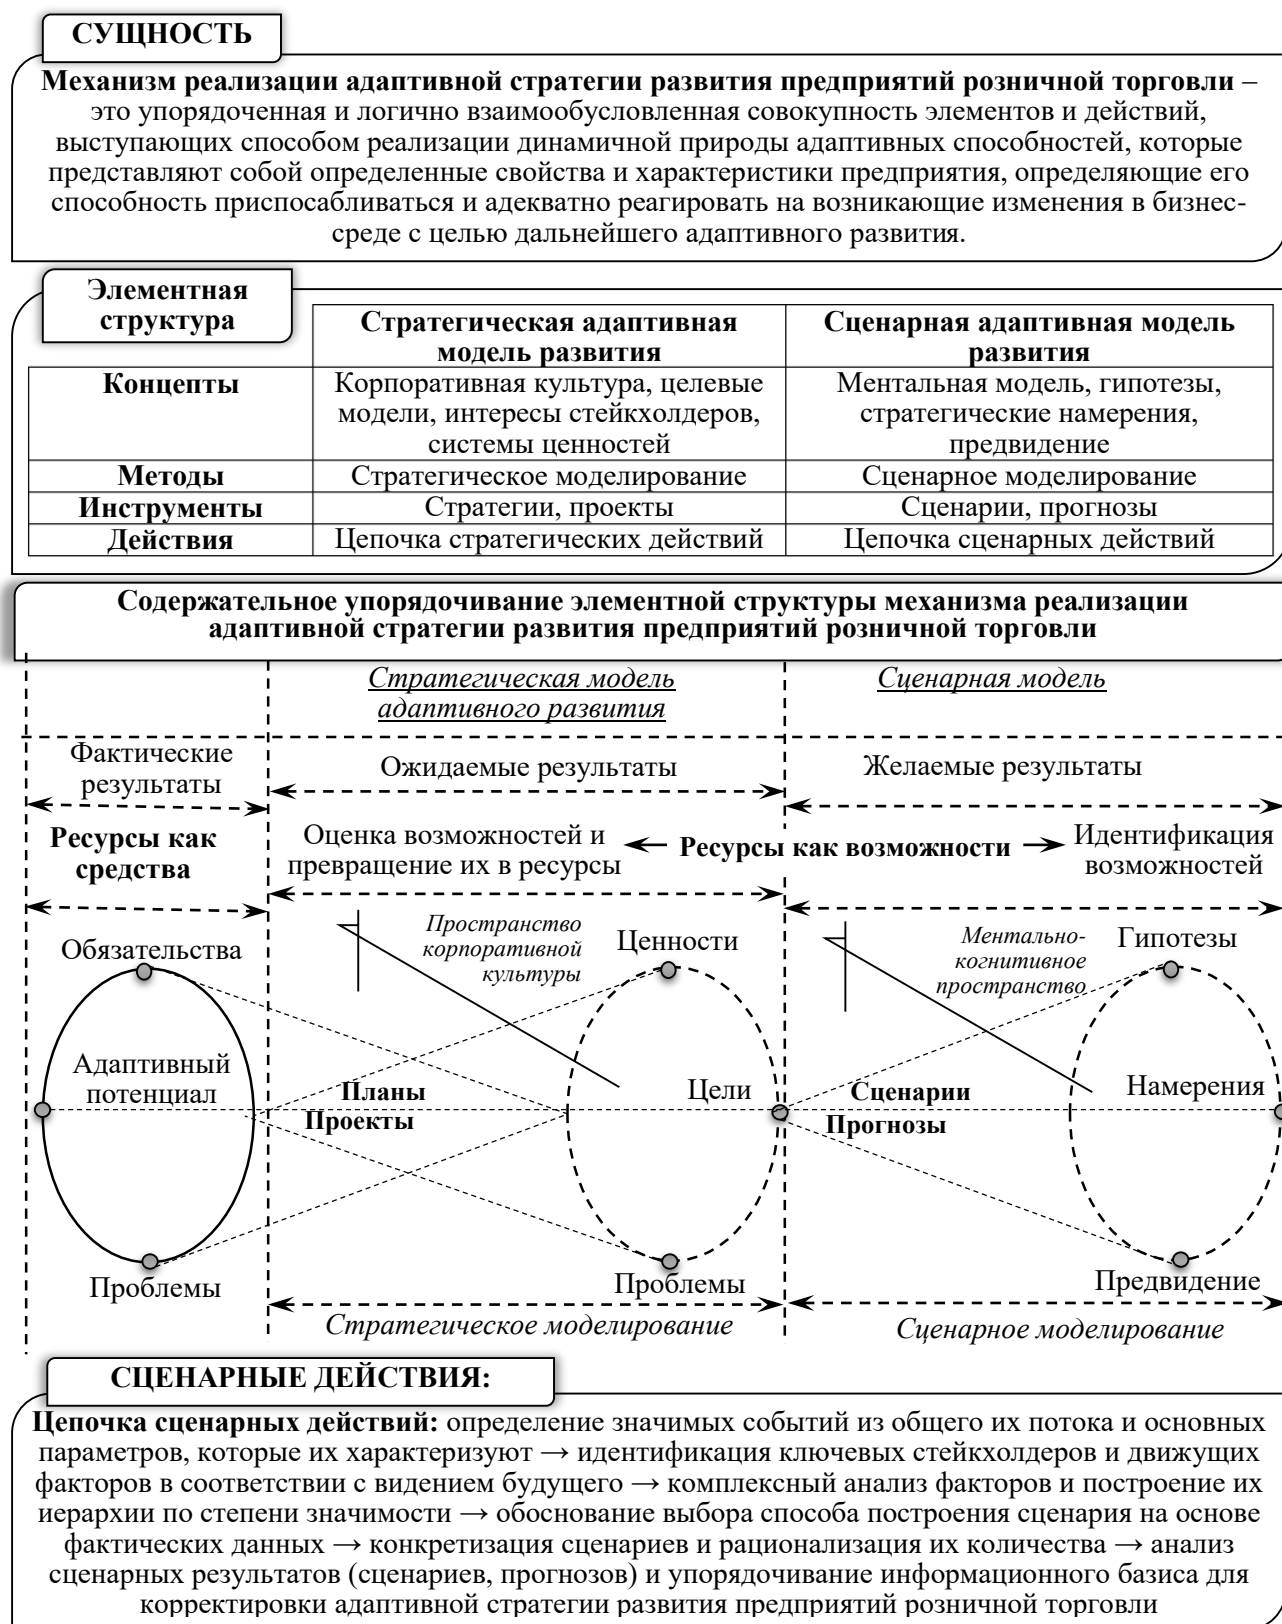 СУЩНОСТЬ
Механизм реализации адаптивной стратегии развития предприятий розничной торговли –
это упорядоченная и логично взаимообусловленная совокупность элементов и действий,
выступающих способом реализации динамичной природы адаптивных способностей, которые
представляют собой определенные свойства и характеристики предприятия, определяющие его
способность приспосабливаться и адекватно реагировать на возникающие изменения в бизнес-
среде с целью дальнейшего адаптивного развития.
Элементная
структура
Стратегическая адаптивная
модель развития
Сценарная адаптивная модель
развития
Концепты
Корпоративная культура, целевые
модели, интересы стейкхолдеров,
системы ценностей
Ментальная модель, гипотезы,
стратегические намерения,
предвидение
Методы
Стратегическое моделирование
Сценарное моделирование
Инструменты
Стратегии, проекты
Сценарии, прогнозы
Действия
Цепочка стратегических действий
Цепочка сценарных действий
Содержательное упорядочивание элементной структуры механизма реализации
адаптивной стратегии развития предприятий розничной торговли
Стратегическая модель
адаптивного развития
Сценарная модель
Фактические
результаты
Ожидаемые результаты
Желаемые результаты
Ресурсы как
средства
Оценка возможностей и
превращение их в ресурсы
Ресурсы как возможности
Идентификация
возможностей
Обязательства
Пространство
корпоративной
культуры
Ценности
Ментально-
когнитивное
пространство
Гипотезы
Адаптивный
потенциал
Планы
Проекты
Цели
Сценарии
Прогнозы
Намерения
Проблемы
Проблемы
Предвидение
Стратегическое моделирование
Сценарное моделирование
СЦЕНАРНЫЕ ДЕЙСТВИЯ:
Цепочка сценарных действий: определение значимых событий из общего их потока и основных
параметров, которые их характеризуют → идентификация ключевых стейкхолдеров и движущих
факторов в соответствии с видением будущего → комплексный анализ факторов и построение их
иерархии по степени значимости → обоснование выбора способа построения сценария на основе
фактических данных → конкретизация сценариев и рационализация их количества → анализ
сценарных результатов (сценариев, прогнозов) и упорядочивание информационного базиса для
корректировки адаптивной стратегии развития предприятий розничной торговли